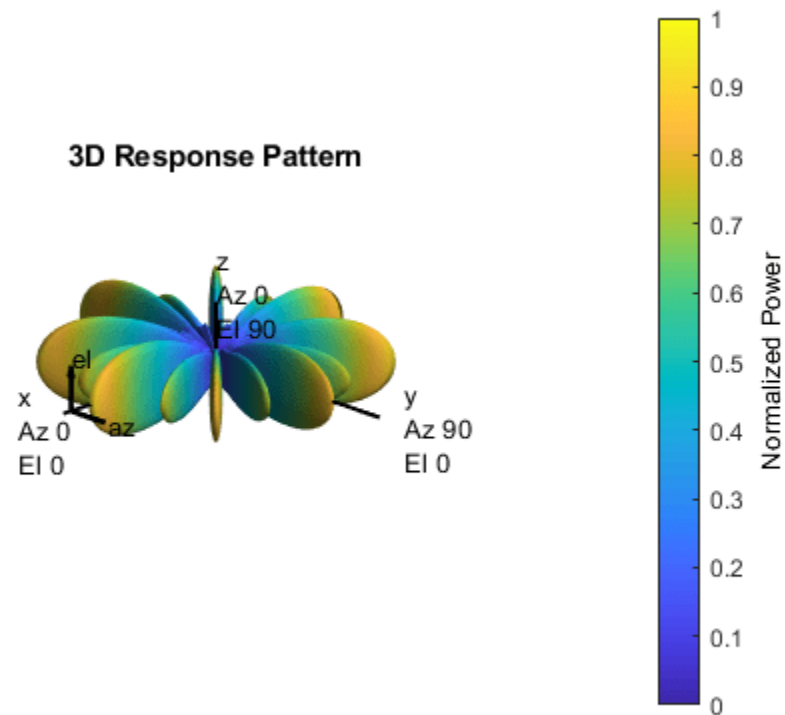 3D Response Pattern
z
Az 0
El 90
el
az
x
Az 0
El 0
y
Az 90
El 0
1
0.9
0.8
0.7
0.6
0.5
0.4
0.3
0.2
0.1
0
Normalized Power